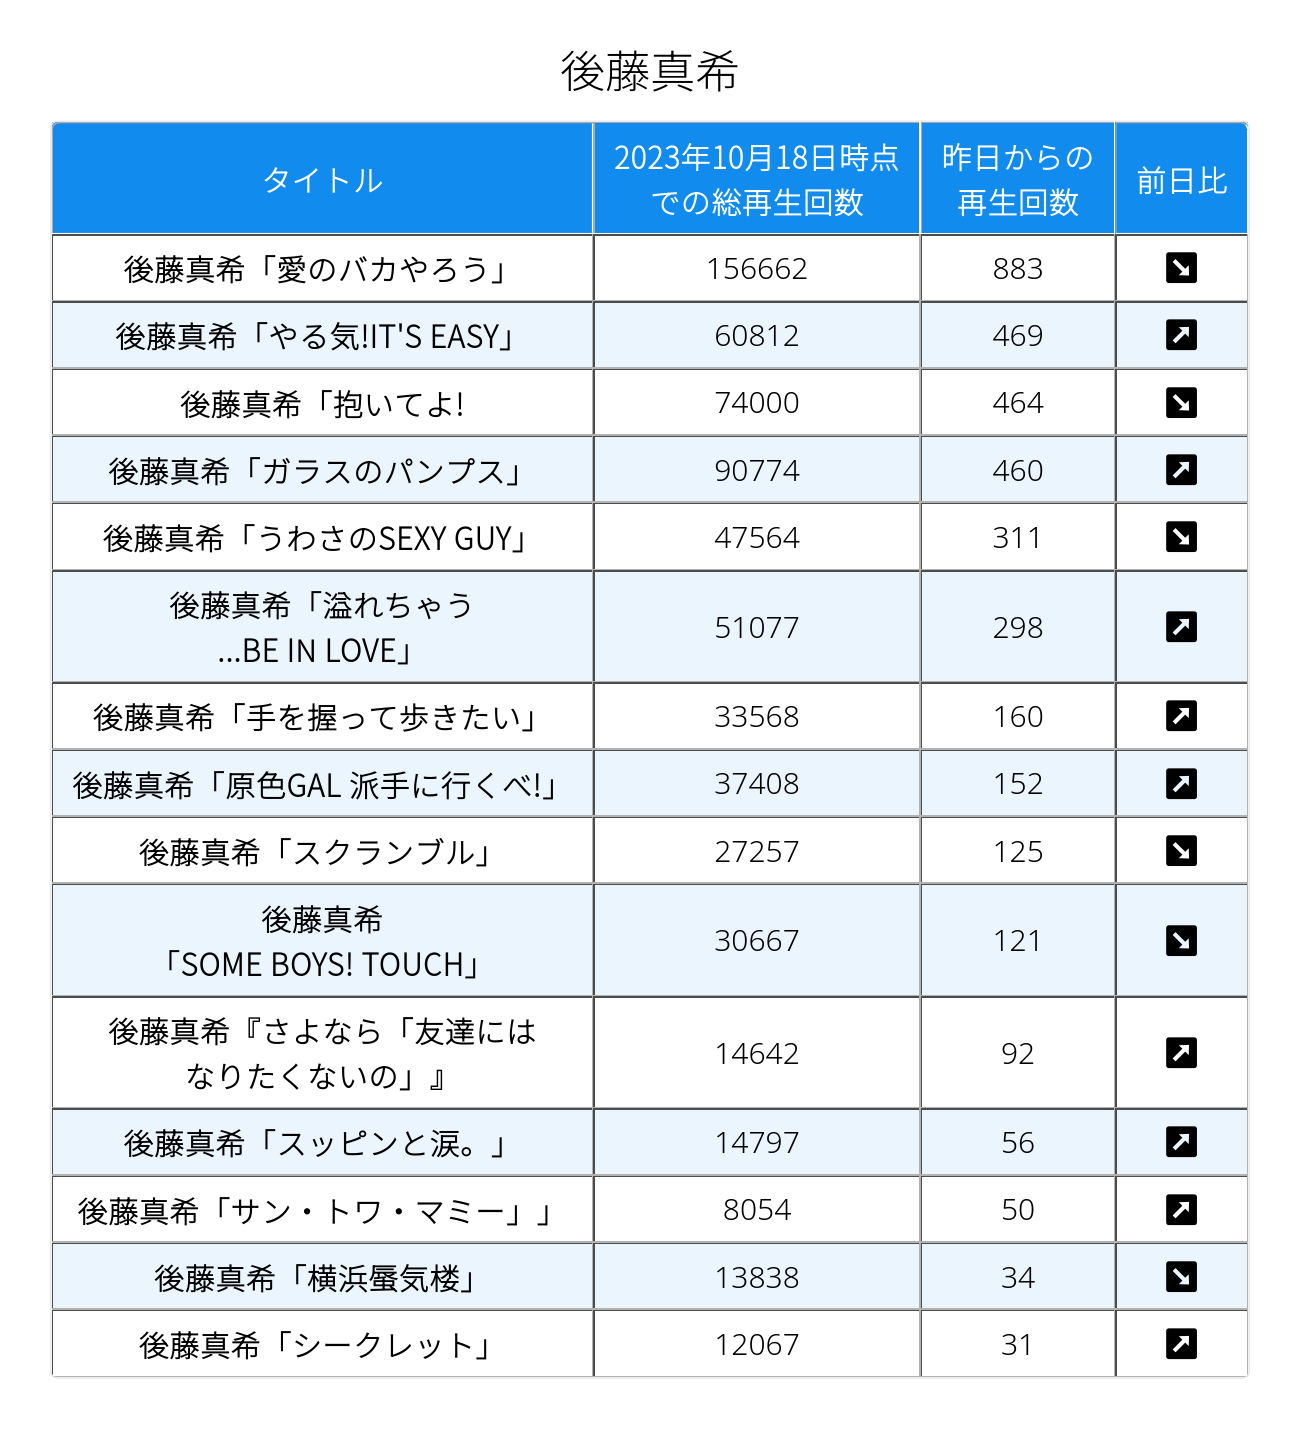 後藤真希
タイトル
2023年10月18日時点
での総再生回数
昨日からの
再生回数
前日比
後藤真希「愛のバカやろう」
156662
883
後藤真希「やる気!IT'S EASY」
60812
469
後藤真希「抱いてよ!
74000
464
後藤真希「ガラスのパンプス」
90774
460
後藤真希「うわさのSEXY GUY」
47564
311
後藤真希「溢れちゃう
...BE IN LOVE」
51077
298
後藤真希「手を握って歩きたい」
33568
160
後藤真希「原色GAL 派手に行くべ!」
37408
152
後藤真希「スクランブル」
27257
125
後藤真希
「SOME BOYS! TOUCH」
30667
121
後藤真希『さよなら「友達には
なりたくないの」』
14642
92
後藤真希「スッピンと涙。」
14797
56
後藤真希「サン・トワ・マミー」」
8054
50
後藤真希「横浜蜃気楼」
13838
34
後藤真希「シークレット」
12067
31